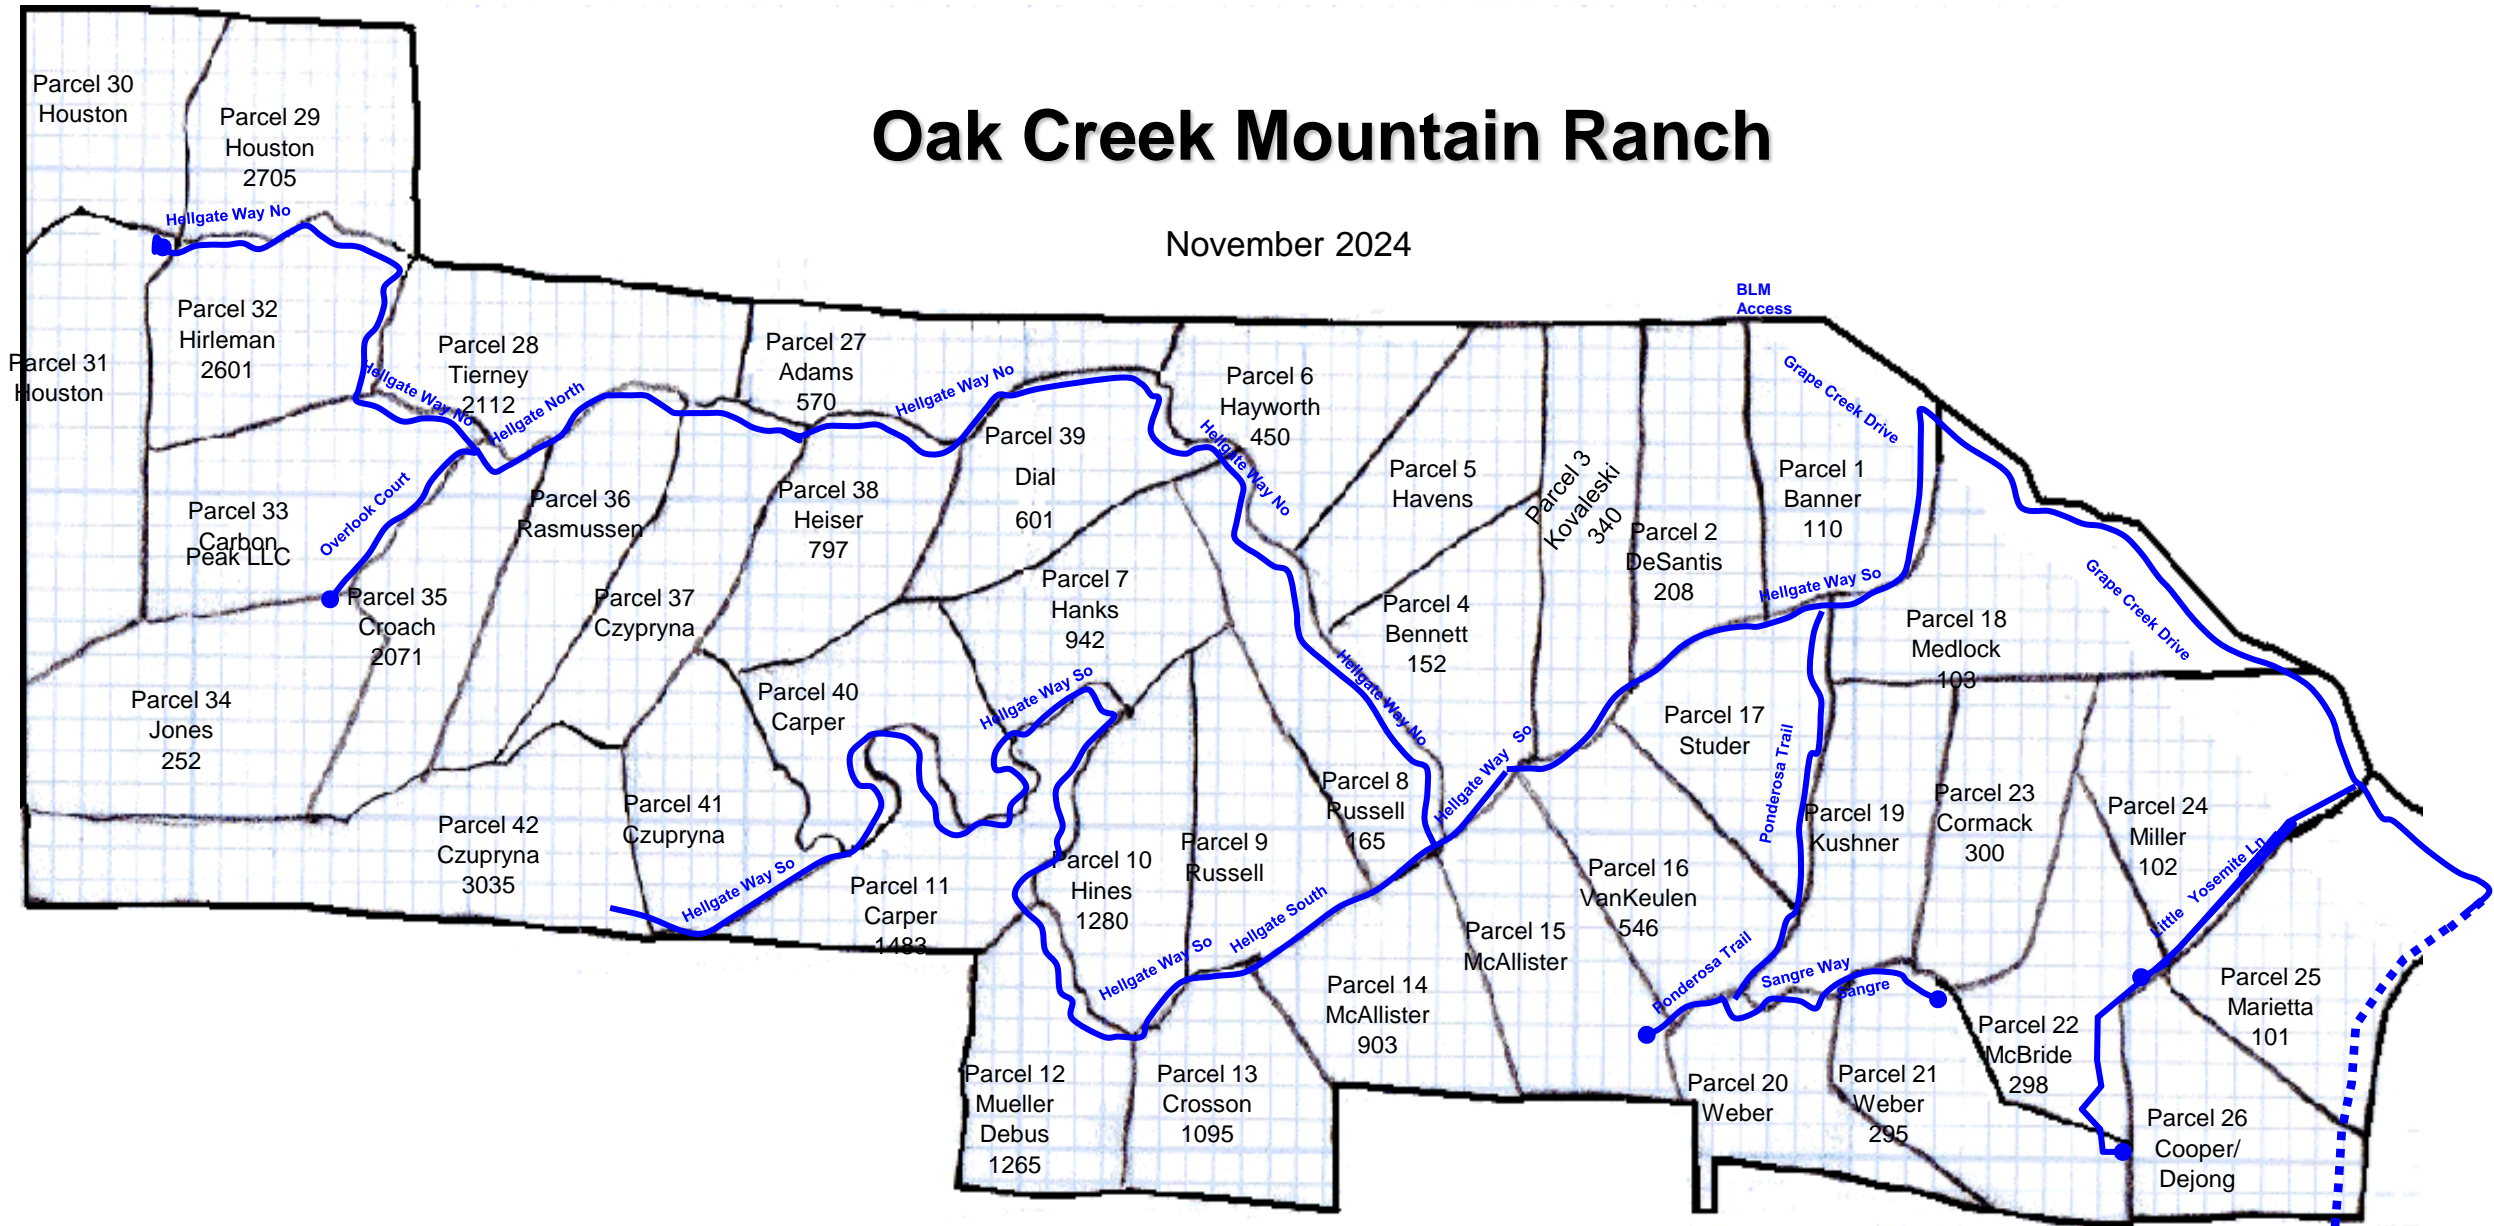 Oak Creek Mountain Ranch
November 2024
Parcel 30
Houston
Parcel 29
Houston
2705
Hellgate Way No
Parcel 32
Hirleman
2601
Parcel 31
Houston
Hellgate Way No
Parcel 28
Tierney
2112
Hellgate North
Parcel 27
Adams
570
Hellgate Way No
Parcel 6
Hayworth
450
Hellgate Way No
BLM
Access
Grape Creek Drive
Parcel 39
Dial
601
Parcel 5
Havens
Parcel 3
Kovaleski
340
Parcel 1
Banner
110
Parcel 33
Carbon
Peak LLC
Overlook Court
Parcel 36
Rasmussen
Parcel 38
Heiser
797
Parcel 2
DeSantis
208
Hellgate Way So
Grape Creek Drive
Parcel 35
Croach
2071
Parcel 37
Czypryna
Parcel 7
Hanks
942
Parcel 4
Bennett
152
Parcel 18
Medlock
103
Parcel 34
Jones
252
Parcel 40
Carper
Hellgate Way So
Hellgate Way No
Hellgate Way So
Parcel 17
Studer
Ponderosa Trail
Parcel 42
Czupryna
3035
Parcel 41
Czupryna
Parcel 8
Russell
165
Parcel 19
Kushner
Parcel 23
Cormack
300
Parcel 24
Miller
102
Little Yosemite Ln
Hellgate Way So
Parcel 11
Carper
1483
Parcel 10
Hines
1280
Parcel 9
Russell
Hellgate South
Hellgate Way So
Parcel 16
VanKeulen
546
Parcel 15
McAllister
Parcel 14
McAllister
903
Ponderosa Trail
Sangre Way
Sangre
Parcel 25
Marietta
101
Parcel 22
McBride
298
Parcel 12
Mueller
Debus
1265
Parcel 13
Crosson
1095
Parcel 20
Weber
Parcel 21
Weber
295
Parcel 26
Cooper/
Dejong